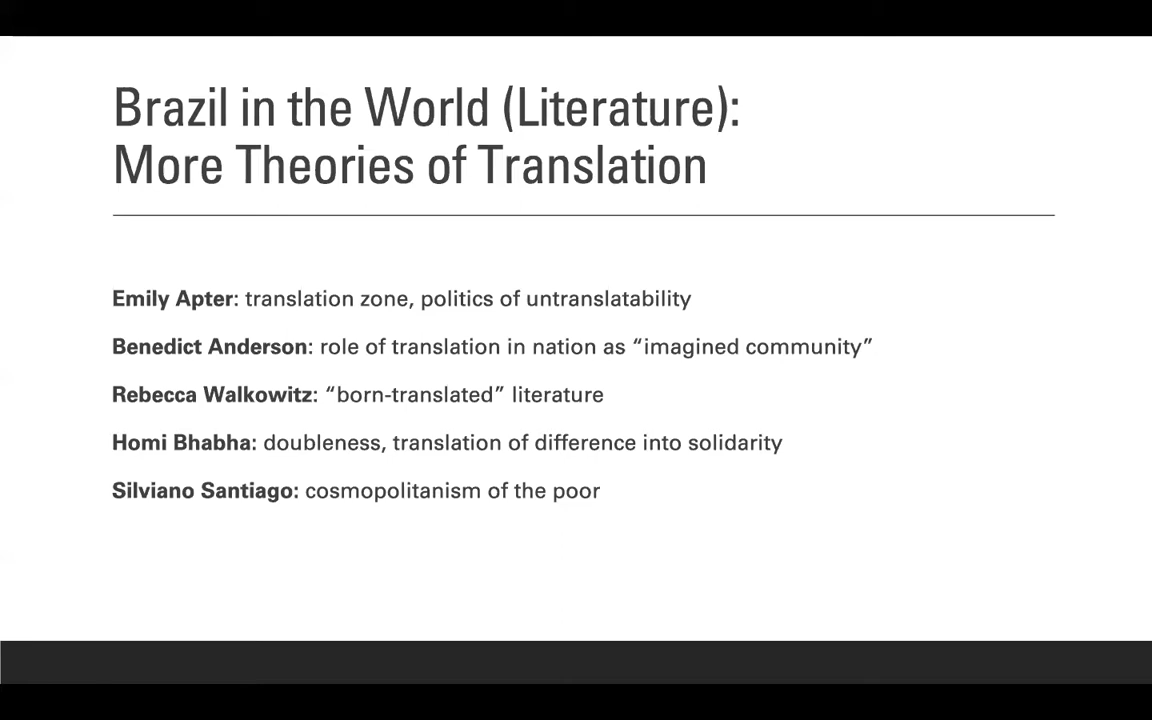 Brazil in the World (Literature):
More Theories of Translation
Emily Apter: translation zone, politics of untranslatability
Benedict Anderson: role of translation in nation as “imagined community”
Rebecca Walkowitz: “born-translated” literature
Homi Bhabha: doubleness, translation of difference into solidarity
Silviano Santiago: cosmopolitanism of the poor